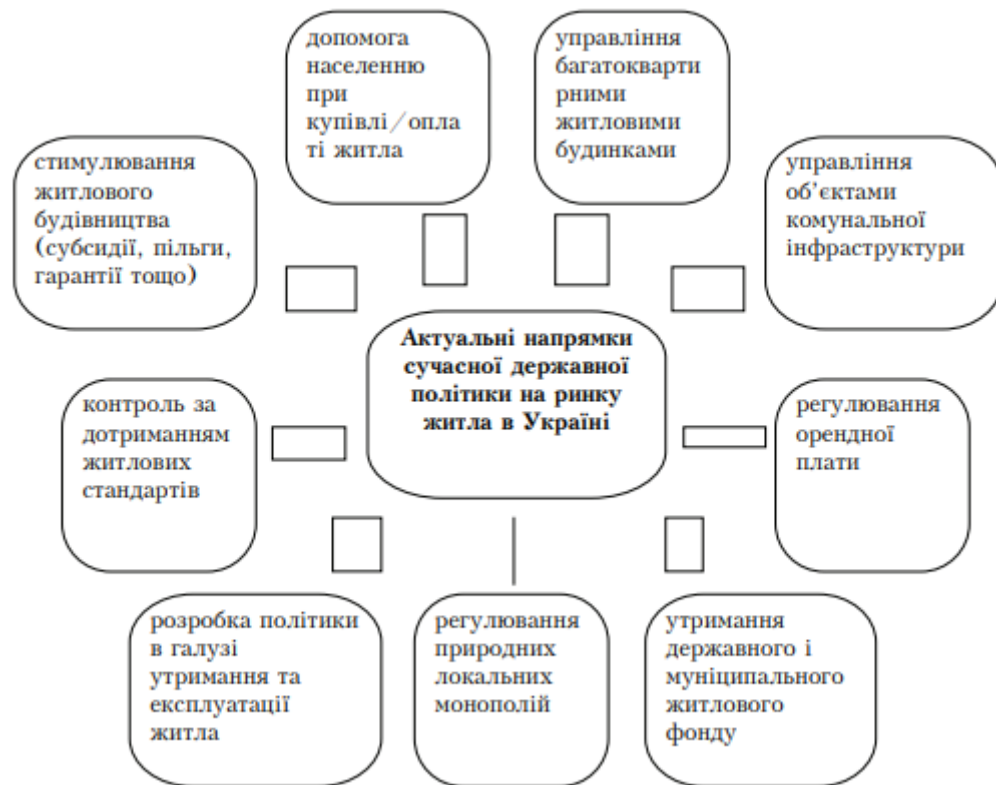 допомога
населенню
при
купівлі/опла
ті житла
управління
багатокварти
рними
житловими
будинками
стимулювання
житлового
будівництва
(субсидії, пільги,
гарантії тощо)
управління
об’єктами
комунальної
інфраструктури
Актуальні напрямки
сучасної державної
політики на ринку
житла в Україні
контроль за
дотриманням
житлових
стандартів
регулювання
орендної
плати
розробка політики
в галузі
утримання та
експлуатації
житла
регулювання
природних
локальних
монополій
утримання
державного і
муніципального
житлового
фонду